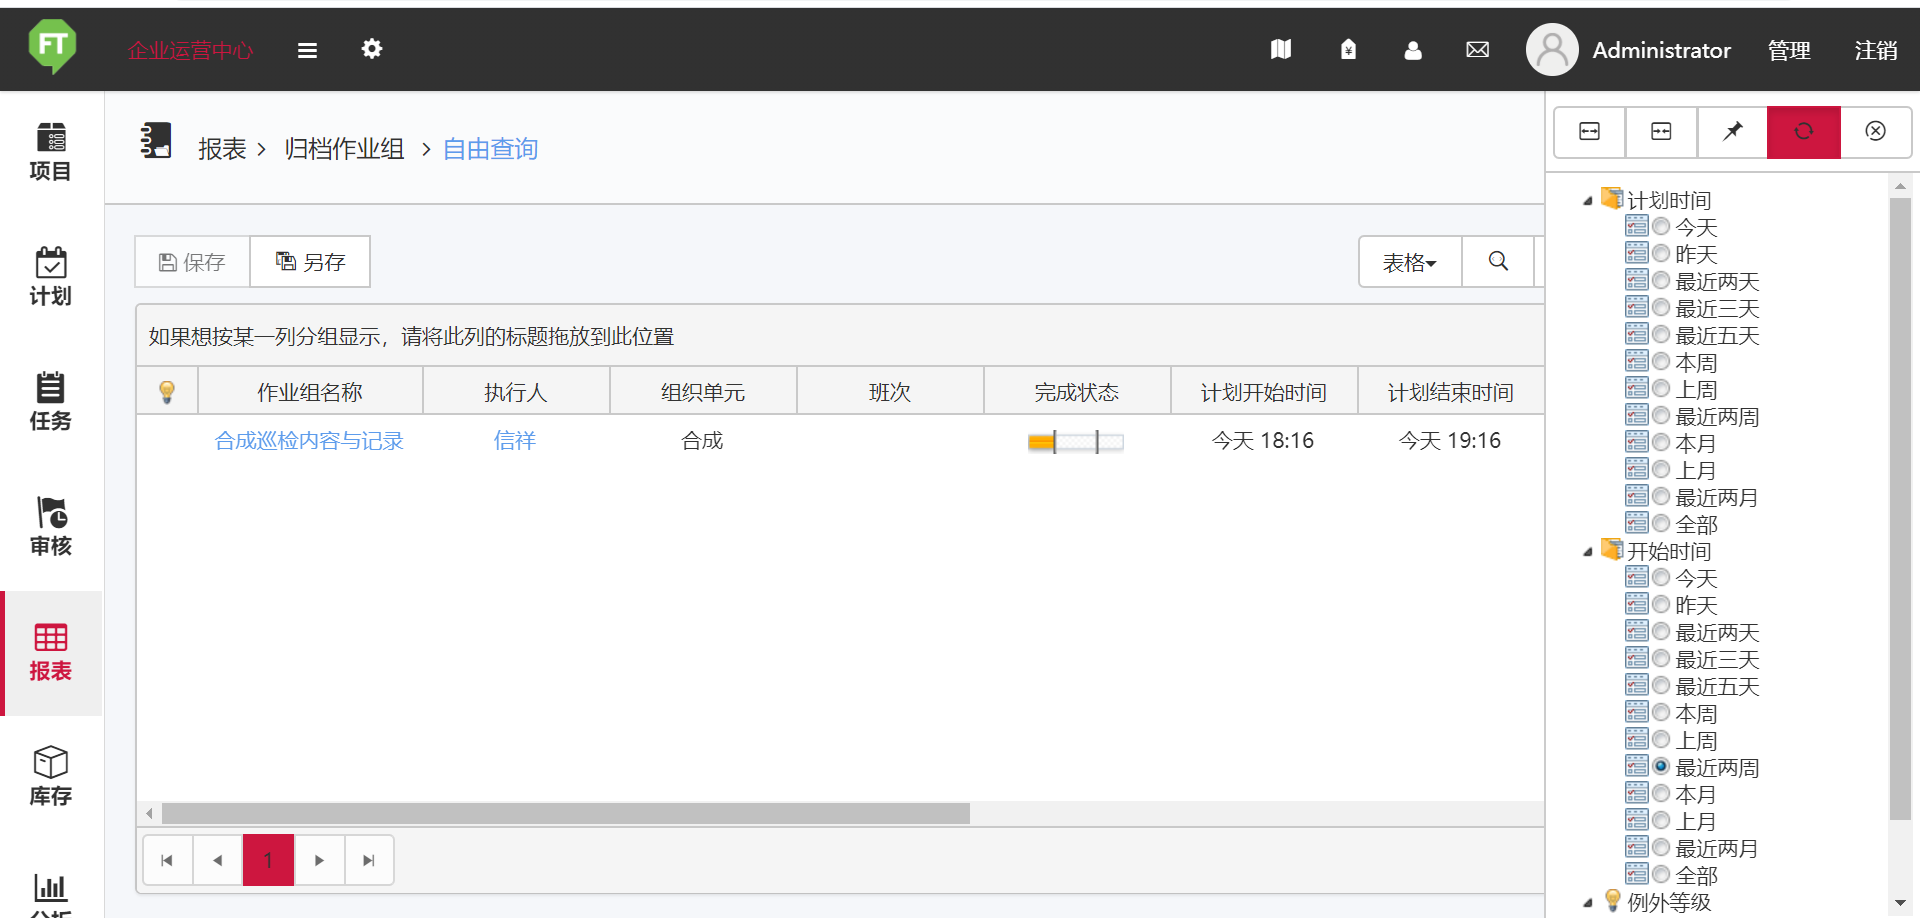 FT
企业运营中心
Administrator
管理
注销
项目
计划
任务
审核
报表
库存
分析
报表 > 归档作业组 > 自由查询
保存
另存
表格
如果想按某一列分组显示，请将此列的标题拖放到此位置
作业组名称 执行人 组织单元 班次 完成状态 计划开始时间 计划结束时间
合成巡检内容与记录 信祥 合成 今天 18:16 今天 19:16
1
计划时间
今天
昨天
最近两天
最近三天
最近五天
本周
上周
最近两周
本月
上月
最近两月
全部
开始时间
今天
昨天
最近两天
最近三天
最近五天
本周
上周
最近两周
本月
上月
最近两月
全部
例外等级